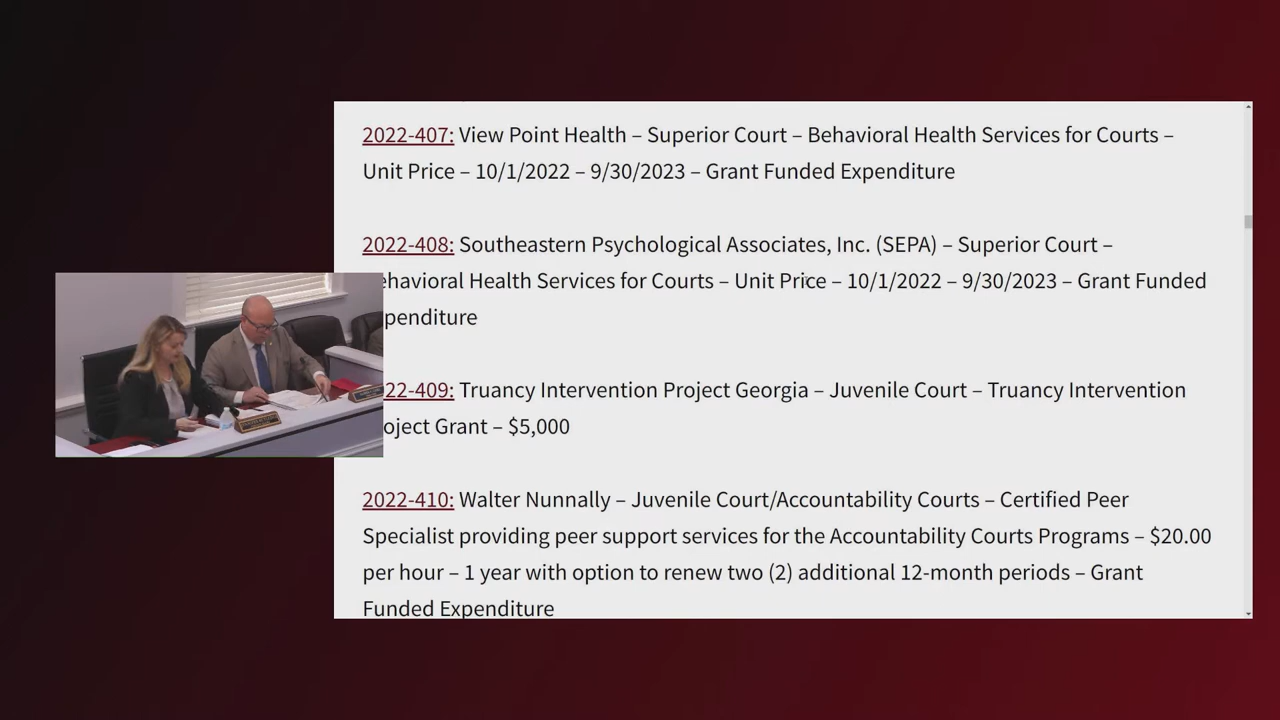 2022-407: View Point Health – Superior Court – Behavioral Health Services for Courts –
Unit Price – 10/1/2022 – 9/30/2023 – Grant Funded Expenditure
2022-408: Southeastern Psychological Associates, Inc. (SEPA) – Superior Court –
ehavioral Health Services for Courts – Unit Price – 10/1/2022 – 9/30/2023 – Grant Funded
penditure
22-409: Truancy Intervention Project Georgia – Juvenile Court – Truancy Intervention
oject Grant – $5,000
2022-410: Walter Nunnally – Juvenile Court/Accountability Courts – Certified Peer
Specialist providing peer support services for the Accountability Courts Programs – $20.00
per hour – 1 year with option to renew two (2) additional 12-month periods – Grant
Funded Expenditure